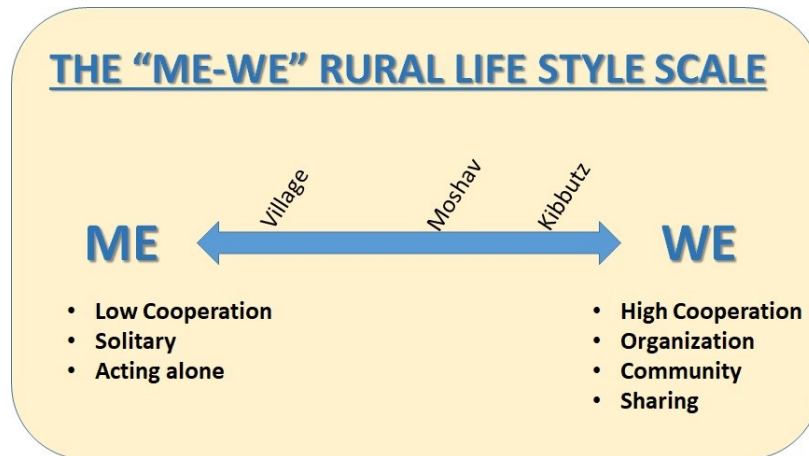 THE “ME-WE” RURAL LIFE STYLE SCALE
Village
Moshav
Kibbutz
ME
WE
• Low Cooperation
• Solitary
• Acting alone
• High Cooperation
• Organization
• Community
• Sharing